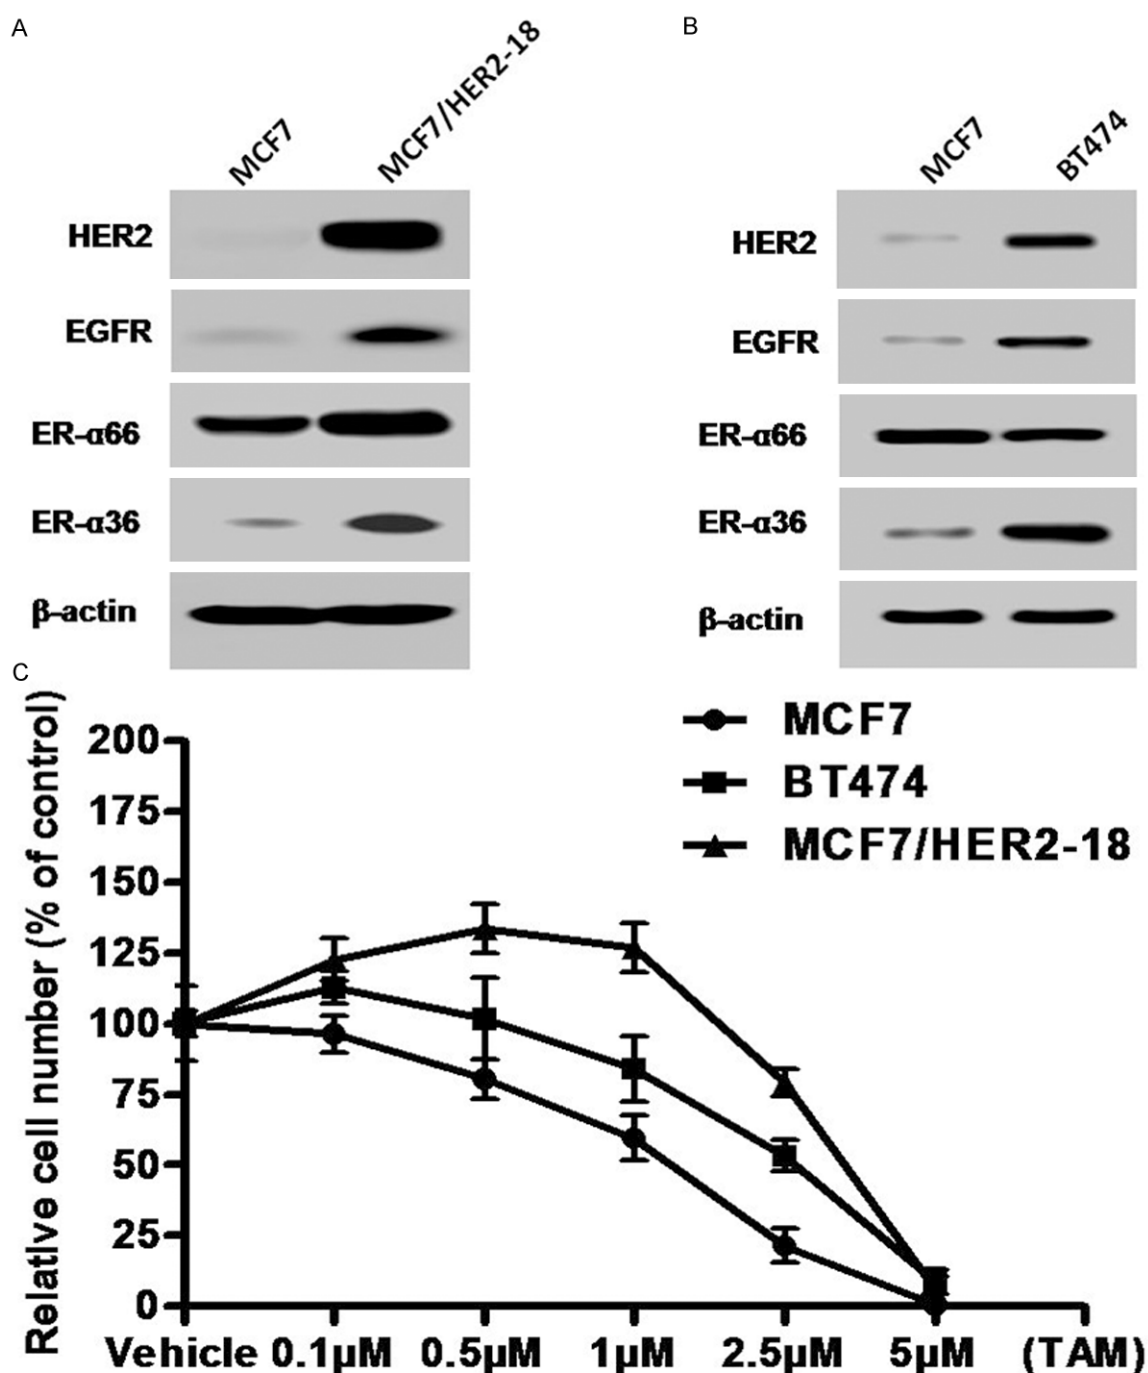 A
B
MCF7
MCF7/HER2-18
MCF7
BT474
HER2
EGFR
ER-α66
ER-α36
β-actin
HER2
EGFR
ER-α66
ER-α36
β-actin
C
Relative cell number (% of control)
200
175
150
125
100
75
50
25
0
MCF7
BT474
MCF7/HER2-18
Vehicle 0.1μM 0.5μM 1μM 2.5μM 5μM (TAM)